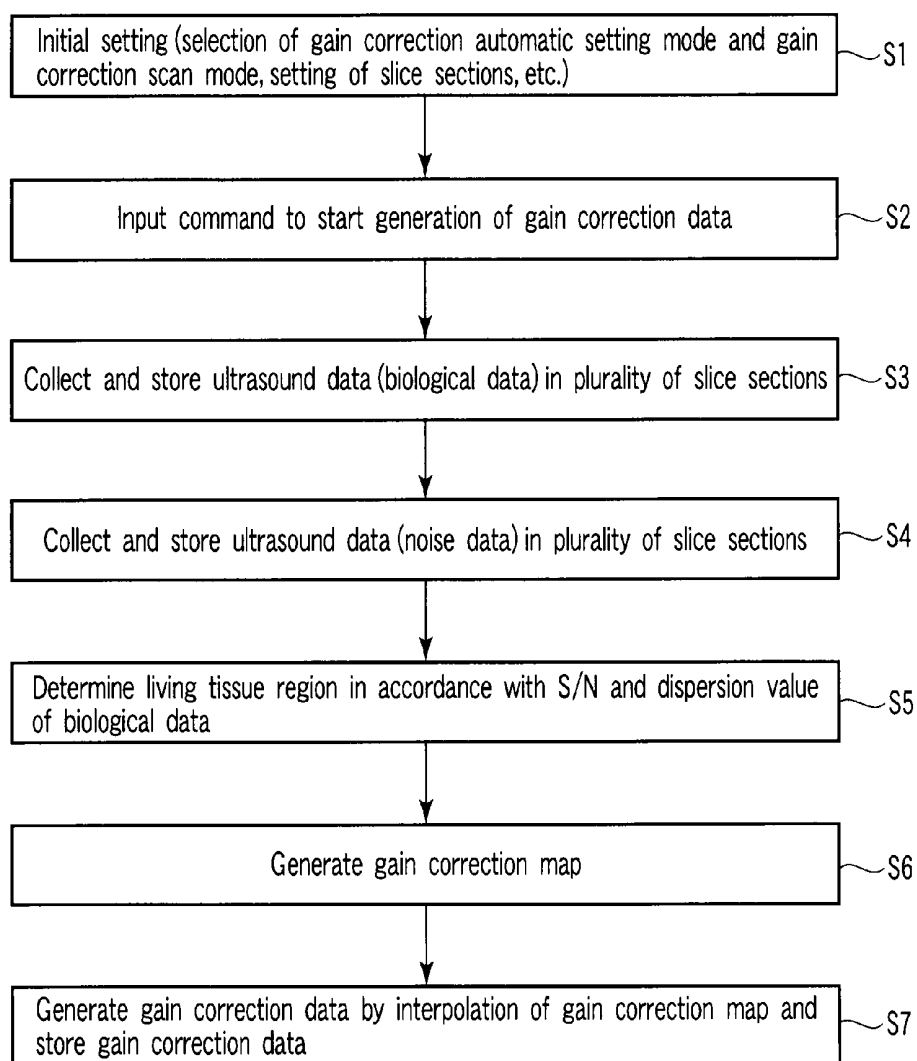 Initial setting (selection of gain correction automatic setting mode and gain
correction scan mode, setting of slice sections, etc.)
S1
Input command to start generation of gain correction data
S2
Collect and store ultrasound data (biological data) in plurality of slice sections
S3
Collect and store ultrasound data (noise data) in plurality of slice sections
S4
Determine living tissue region in accordance with S/N and dispersion value
of biological data
S5
Generate gain correction map
S6
Generate gain correction data by interpolation of gain correction map and
store gain correction data
S7